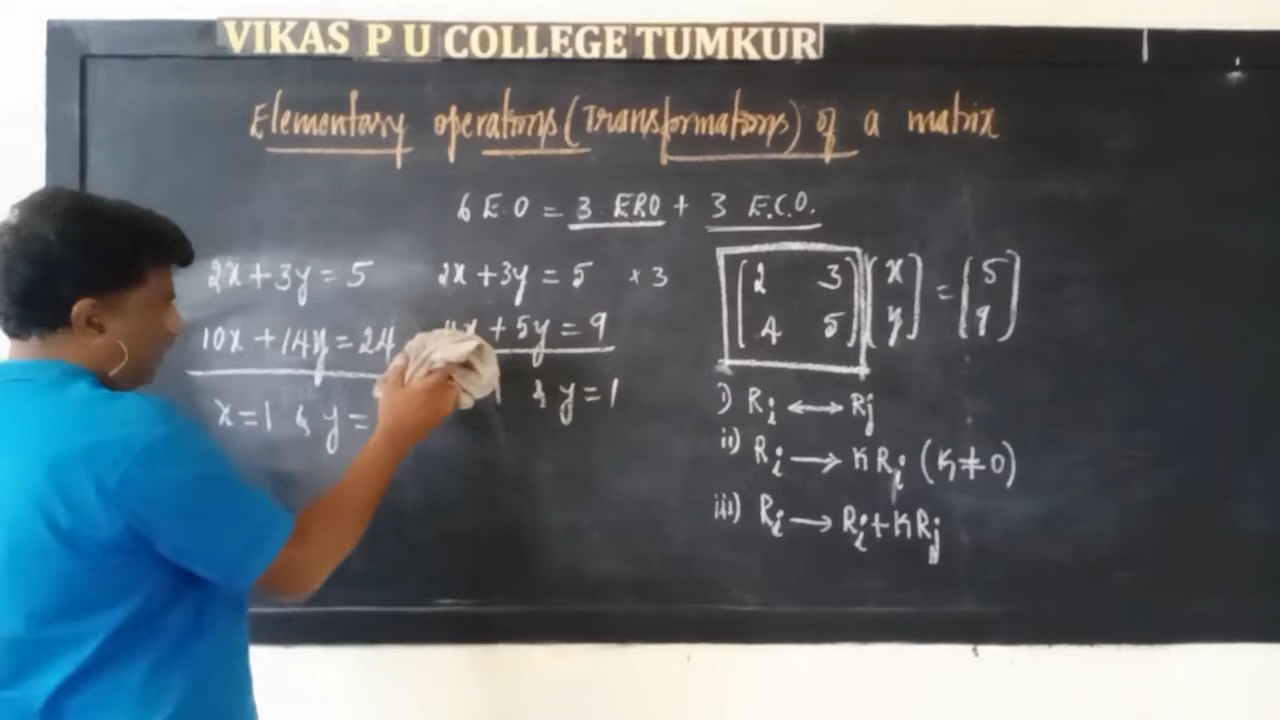 VIKAS P U COLLEGE TUMKUR
Elementary operations (Transformations) of a matrix
6 E.O = 3 ERO + 3 E.C.O.
2x + 3y = 5
10x + 14y = 24
x = 1 & y =
2x + 3y = 5 × 3
4x + 5y = 9
& y = 1
[2 3] [x] = [5]
[4 5] [y] [9]
i) Ri ↔ Rj
ii) Ri → K Ri (K ≠ 0)
iii) Ri → Ri + K Rj